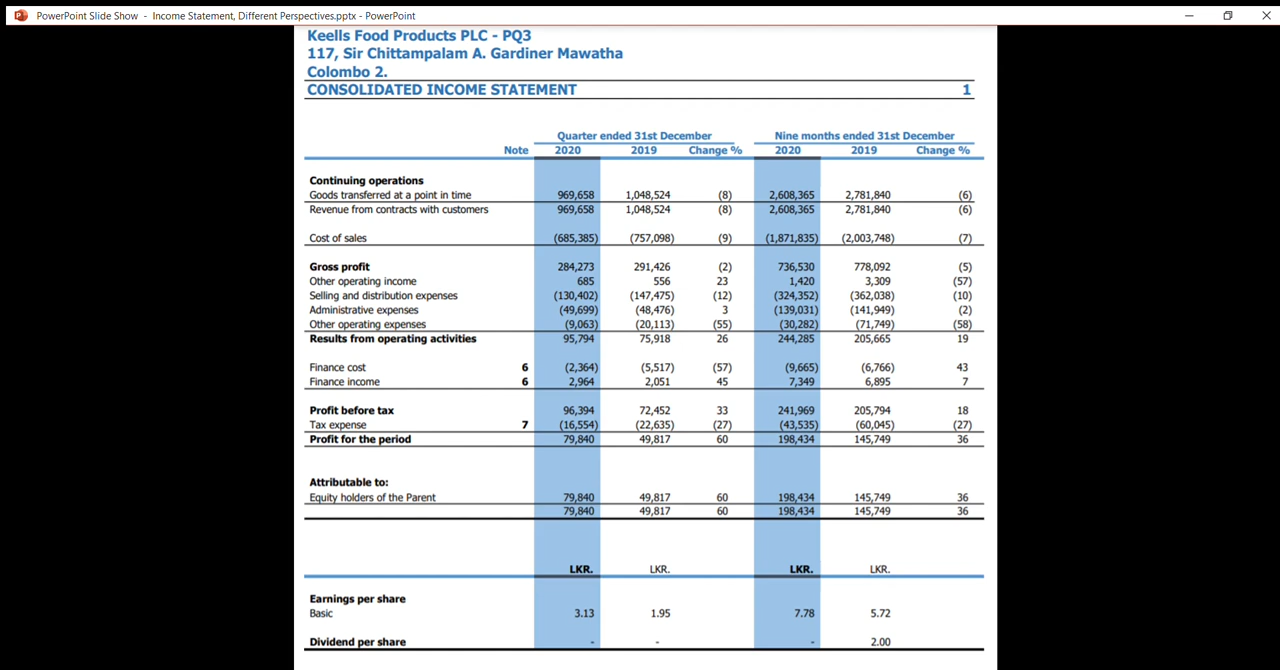 PowerPoint Slide Show - Income Statement, Different Perspectives.pptx - PowerPoint
Keells Food Products PLC - PQ3
117, Sir Chittampalam A. Gardiner Mawatha
Colombo 2.
CONSOLIDATED INCOME STATEMENT 1
Quarter ended 31st December Nine months ended 31st December
Note 2020 2019 Change % 2020 2019 Change %
Continuing operations
Goods transferred at a point in time 969,658 1,048,524 (8) 2,608,365 2,781,840 (6)
Revenue from contracts with customers 969,658 1,048,524 (8) 2,608,365 2,781,840 (6)
Cost of sales (685,385) (757,098) (9) (1,871,835) (2,003,748) (7)
Gross profit 284,273 291,426 (2) 736,530 778,092 (5)
Other operating income 685 556 23 1,420 3,309 (57)
Selling and distribution expenses (130,402) (147,475) (12) (324,352) (362,038) (10)
Administrative expenses (49,699) (48,476) 3 (139,031) (141,949) (2)
Other operating expenses (9,063) (20,113) (55) (30,282) (71,749) (58)
Results from operating activities 95,794 75,918 26 244,285 205,665 19
Finance cost 6 (2,364) (5,517) (57) (9,665) (6,766) 43
Finance income 6 2,964 2,051 45 7,349 6,895 7
Profit before tax 96,394 72,452 33 241,969 205,794 18
Tax expense 7 (16,554) (22,635) (27) (43,535) (60,045) (27)
Profit for the period 79,840 49,817 60 198,434 145,749 36
Attributable to:
Equity holders of the Parent 79,840 49,817 60 198,434 145,749 36
79,840 49,817 60 198,434 145,749 36
LKR. LKR. LKR. LKR.
Earnings per share
Basic 3.13 1.95 7.78 5.72
Dividend per share - - - 2.00